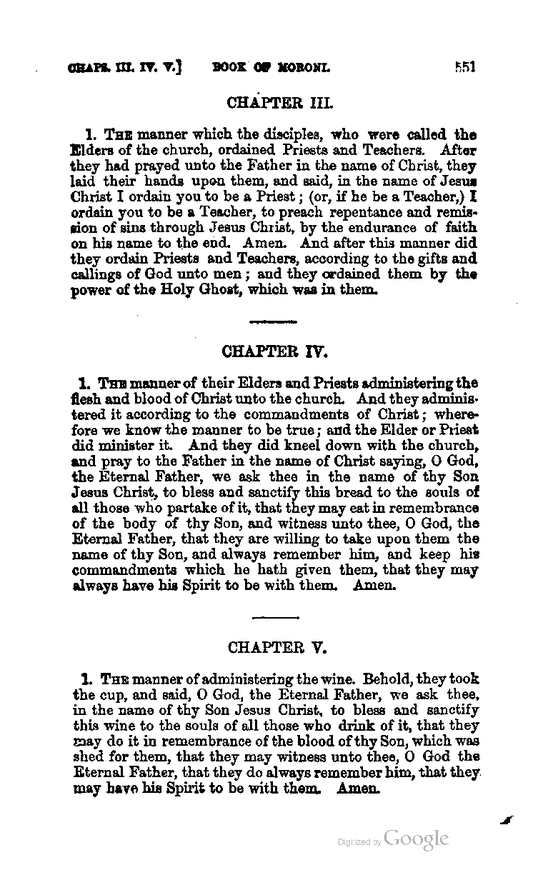 CHAPS. III. IV. V.] BOOK OF MORONI. 551
CHAPTER III.
1. THE manner which the disciples, who were called the
Elders of the church, ordained Priests and Teachers. After
they had prayed unto the Father in the name of Christ, they
laid their hands upon them, and said, in the name of Jesus
Christ I ordain you to be a Priest; (or, if he be a Teacher,) I
ordain you to be a Teacher, to preach repentance and remis-
sion of sins through Jesus Christ, by the endurance of faith
on his name to the end. Amen. And after this manner did
they ordain Priests and Teachers, according to the gifts and
callings of God unto men; and they ordained them by the
power of the Holy Ghost, which was in them.
CHAPTER IV.
1. THE manner of their Elders and Priests administering the
flesh and blood of Christ unto the church. And they adminis-
tered it according to the commandments of Christ; where-
fore we know the manner to be true; and the Elder or Priest
did minister it. And they did kneel down with the church,
and pray to the Father in the name of Christ saying, O God,
the Eternal Father, we ask thee in the name of thy Son
Jesus Christ, to bless and sanctify this bread to the souls of
all those who partake of it, that they may eat in remembrance
of the body of thy Son, and witness unto thee, O God, the
Eternal Father, that they are willing to take upon them the
name of thy Son, and always remember him, and keep his
commandments which he hath given them, that they may
always have his Spirit to be with them. Amen.
CHAPTER V.
1. THE manner of administering the wine. Behold, they took
the cup, and said, O God, the Eternal Father, we ask thee,
in the name of thy Son Jesus Christ, to bless and sanctify
this wine to the souls of all those who drink of it, that they
may do it in remembrance of the blood of thy Son, which was
shed for them, that they may witness unto thee, O God the
Eternal Father, that they do always remember him, that they
may have his Spirit to be with them. Amen.
Digitized by Google